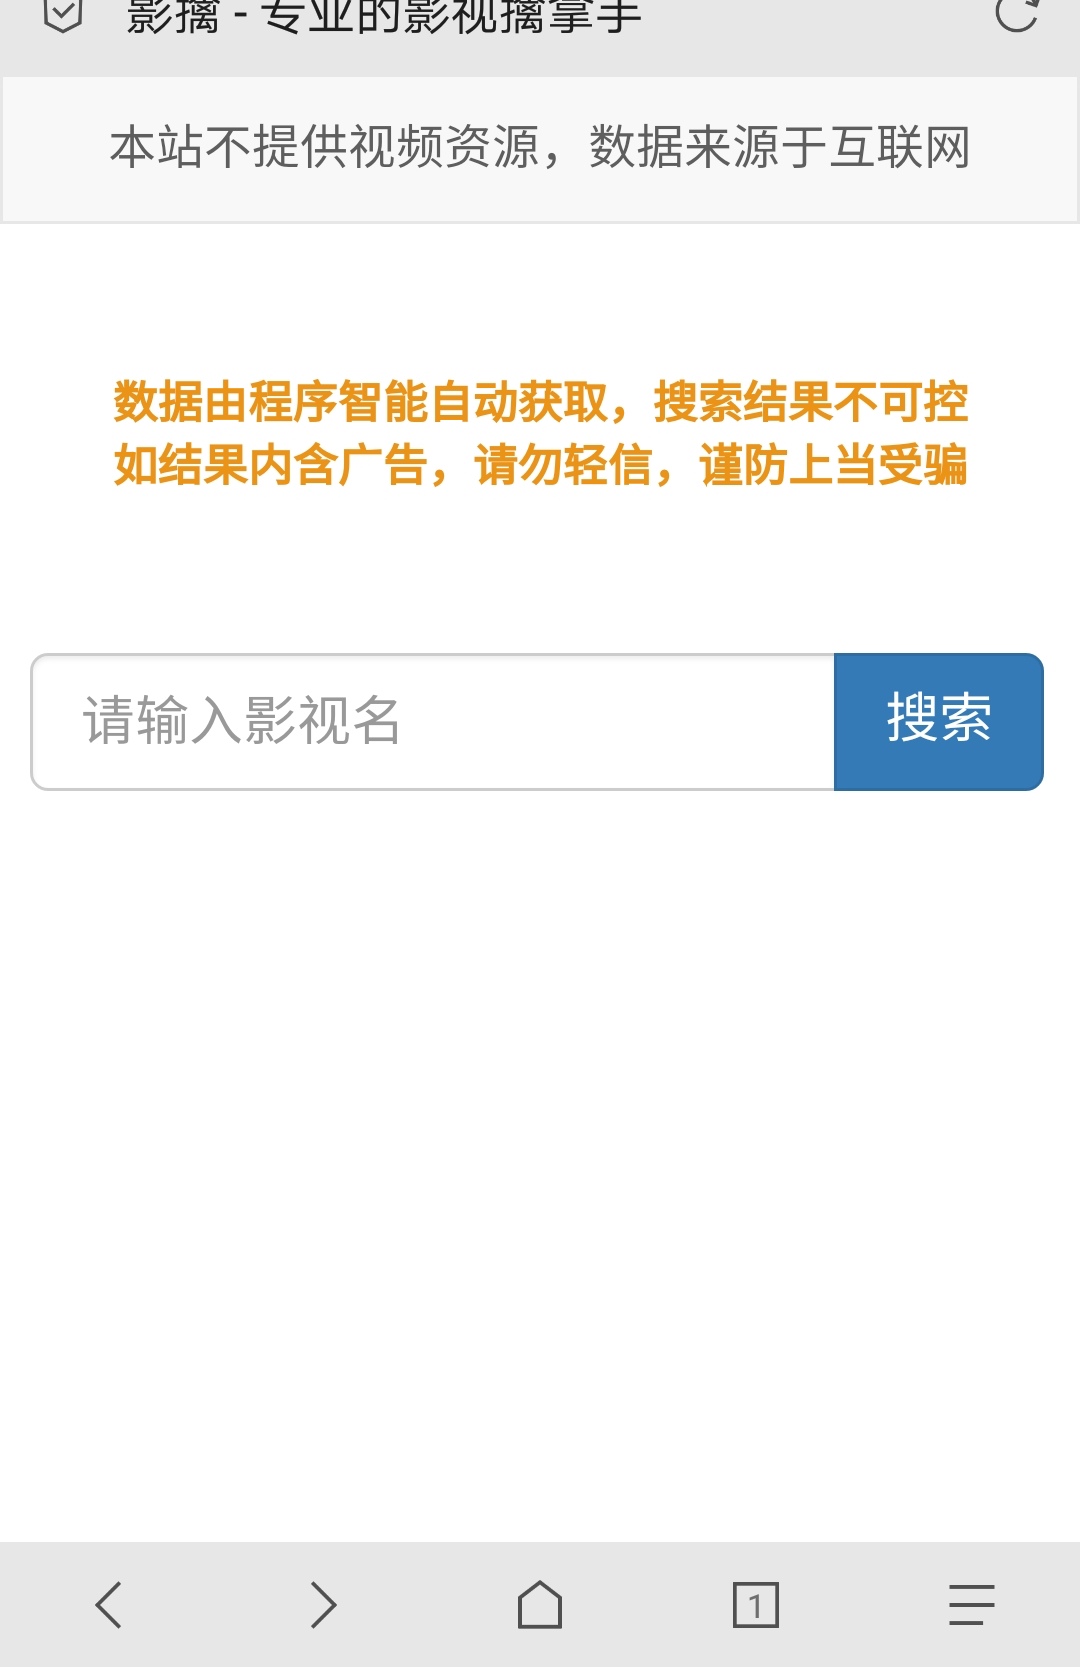 影擒 - 专业的影视擒拿手
本站不提供视频资源，数据来源于互联网
数据由程序智能自动获取，搜索结果不可控
如结果内含广告，请勿轻信，谨防上当受骗
请输入影视名
搜索
1